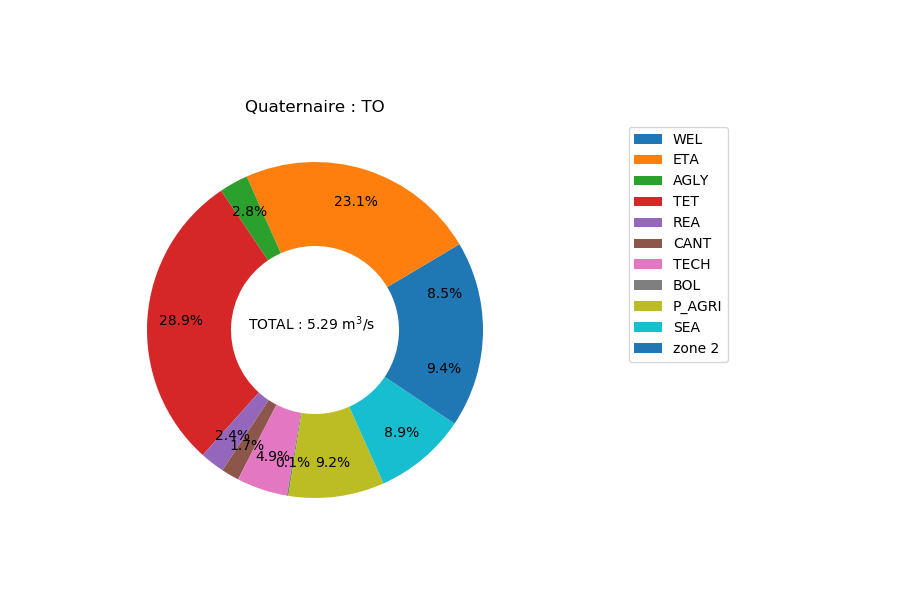 Quaternaire : TO
23.1%
2.8%
8.5%
28.9%
TOTAL : 5.29 m³/s
9.4%
2.4%
1.7%
4.9%
0.1%
9.2%
8.9%
WEL
ETA
AGLY
TET
REA
CANT
TECH
BOL
P_AGRI
SEA
zone 2